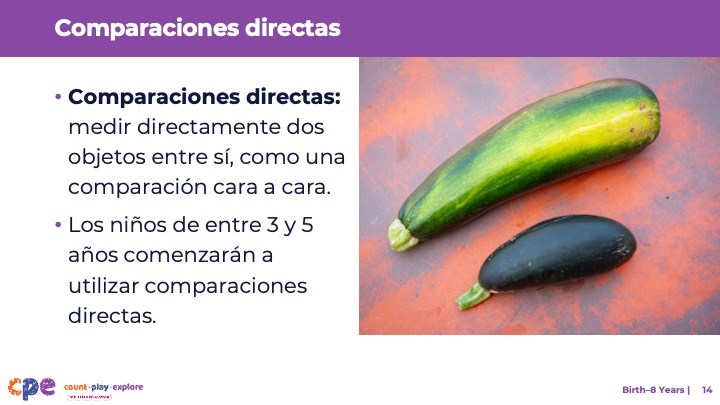 Comparaciones directas
• Comparaciones directas:
medir directamente dos
objetos entre sí, como una
comparación cara a cara.
• Los niños de entre 3 y 5
años comenzarán a
utilizar comparaciones
directas.
cpe count·play·explore
Birth–8 Years | 14